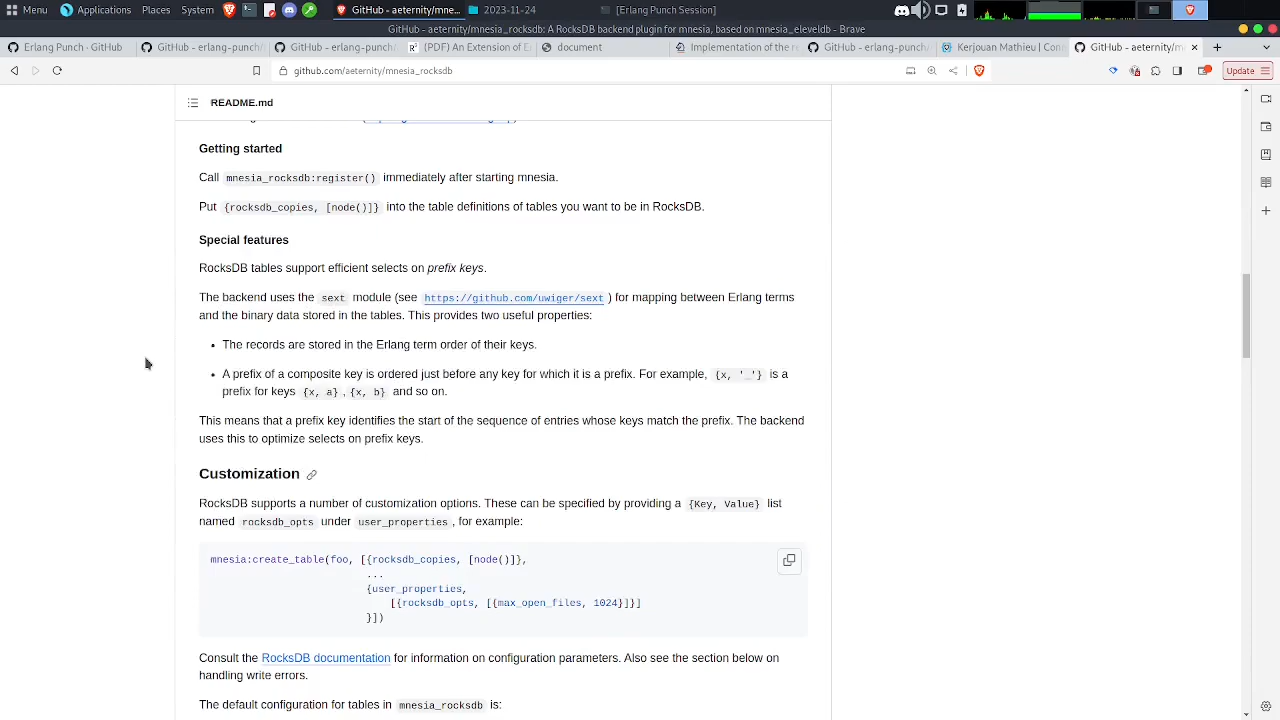 Menu Applications Places System GitHub - aeternity/mne... 2023-11-24 [Erlang Punch Session]
GitHub - aeternity/mnesia_rocksdb: A RocksDB backend plugin for mnesia, based on mnesia_eleveldb - Brave
Erlang Punch · GitHub GitHub - erlang-punch/ GitHub - erlang-punch/ (PDF) An Extension of E document Implementation of the r GitHub - erlang-punch/ Kerjouan Mathieu | Con GitHub - aeternity/m
github.com/aeternity/mnesia_rocksdb Update
README.md
Getting started
Call mnesia_rocksdb:register() immediately after starting mnesia.
Put {rocksdb_copies, [node()]} into the table definitions of tables you want to be in RocksDB.
Special features
RocksDB tables support efficient selects on prefix keys.
The backend uses the sext module (see https://github.com/uwiger/sext ) for mapping between Erlang terms
and the binary data stored in the tables. This provides two useful properties:
• The records are stored in the Erlang term order of their keys.
• A prefix of a composite key is ordered just before any key for which it is a prefix. For example, {x, '_'} is a
prefix for keys {x, a} , {x, b} and so on.
This means that a prefix key identifies the start of the sequence of entries whose keys match the prefix. The backend
uses this to optimize selects on prefix keys.
Customization
RocksDB supports a number of customization options. These can be specified by providing a {Key, Value} list
named rocksdb_opts under user_properties , for example:
mnesia:create_table(foo, [{rocksdb_copies, [node()]},
...
{user_properties,
[{rocksdb_opts, [{max_open_files, 1024}]}]
}])
Consult the RocksDB documentation for information on configuration parameters. Also see the section below on
handling write errors.
The default configuration for tables in mnesia_rocksdb is: